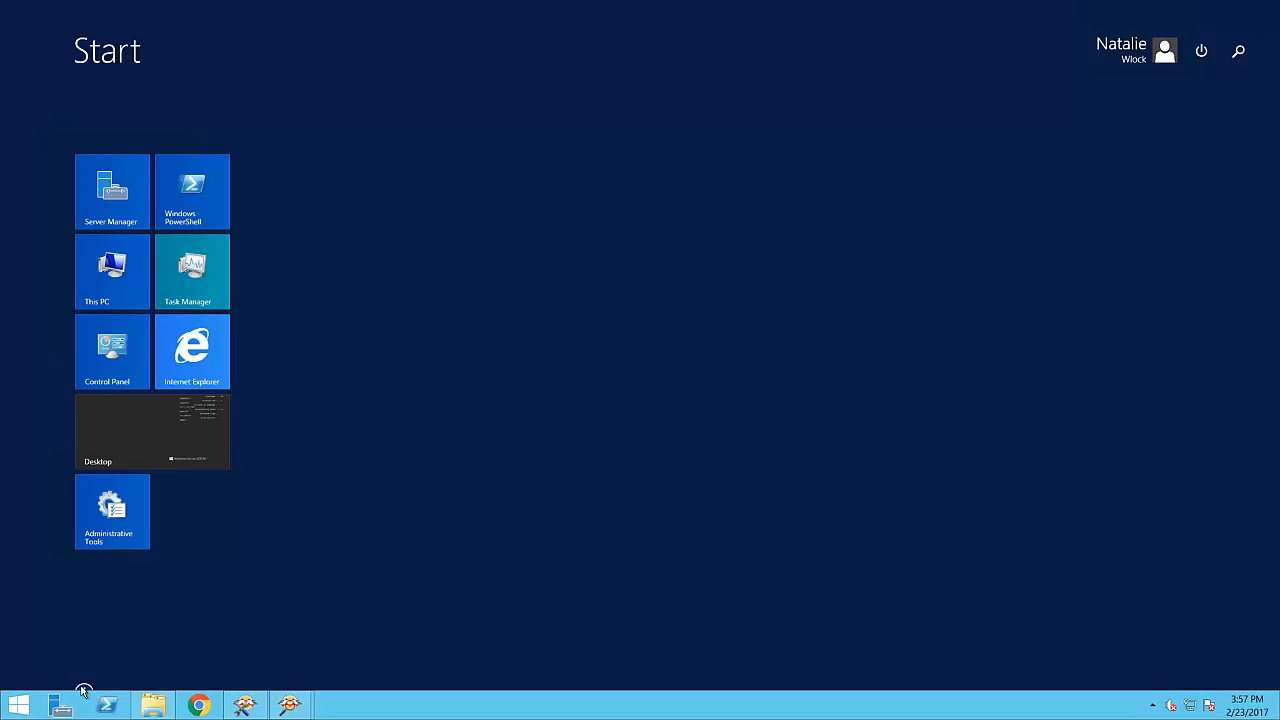 Start
Natalie
Wlock
Server Manager
Windows
PowerShell
This PC
Task Manager
Control Panel
Internet Explorer
Desktop
Administrative
Tools
3:57 PM
2/23/2017